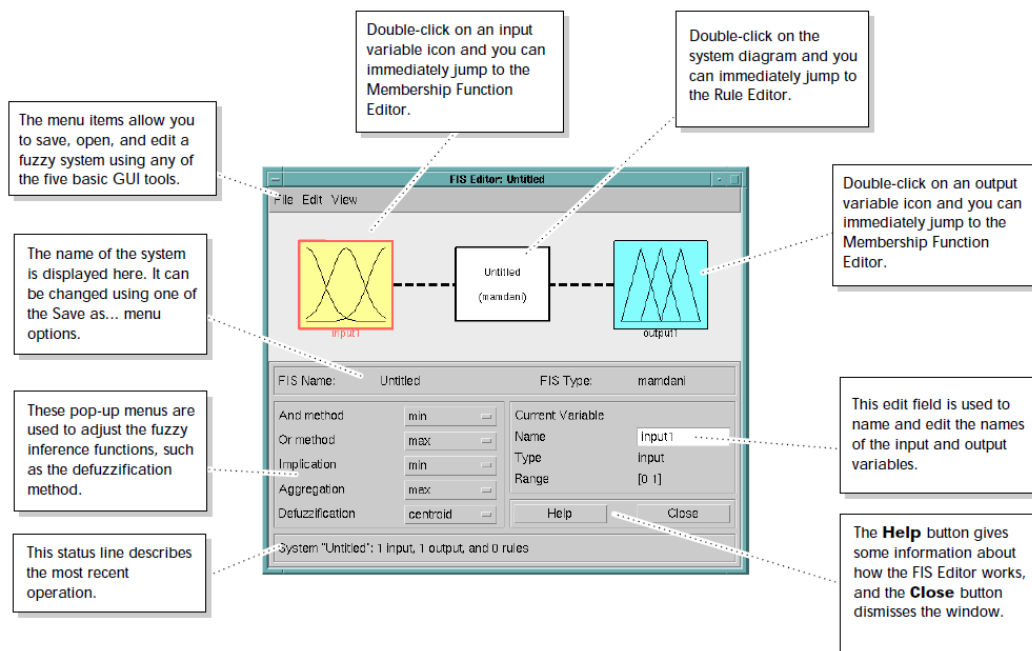 Double-click on an input
variable icon and you can
immediately jump to the
Membership Function
Editor.
Double-click on the
system diagram and you
can immediately jump to
the Rule Editor.
The menu items allow you
to save, open, and edit a
fuzzy system using any of
the five basic GUI tools.
Double-click on an output
variable icon and you can
immediately jump to the
Membership Function
Editor.
The name of the system
is displayed here. It can
be changed using one of
the Save as... menu
options.
These pop-up menus are
used to adjust the fuzzy
inference functions, such
as the defuzzification
method.
This status line describes
the most recent
operation.
FIS Editor: Untitled
File Edit View
Untitled
(mamdani)
input1
output1
FIS Name: Untitled FIS Type: mamdani
And method min
Or method max
Implication min
Aggregation max
Defuzzification centroid
Current Variable
Name input1
Type input
Range [0 1]
Help Close
System "Untitled": 1 input, 1 output, and 0 rules
This edit field is used to
name and edit the names
of the input and output
variables.
The Help button gives
some information about
how the FIS Editor works,
and the Close button
dismisses the window.